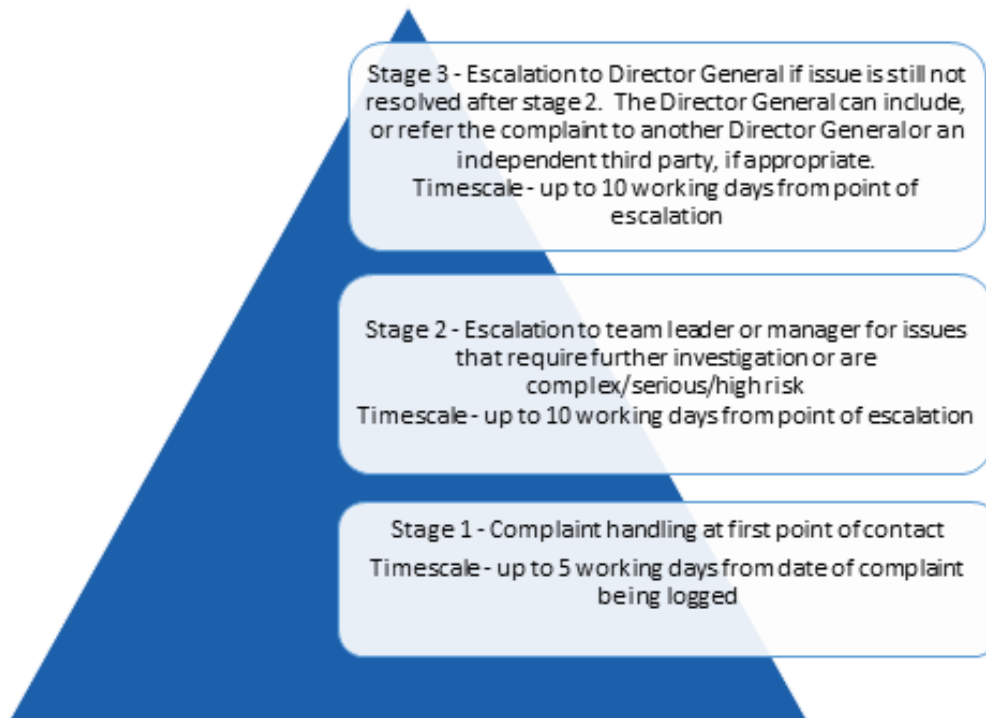 Stage 3 - Escalation to Director General if issue is still not
resolved after stage 2. The Director General can include,
or refer the complaint to another Director General or an
independent third party, if appropriate.
Timescale - up to 10 working days from point of
escalation
Stage 2 - Escalation to team leader or manager for issues
that require further investigation or are
complex/serious/high risk
Timescale - up to 10 working days from point of escalation
Stage 1 - Complaint handling at first point of contact
Timescale - up to 5 working days from date of complaint
being logged